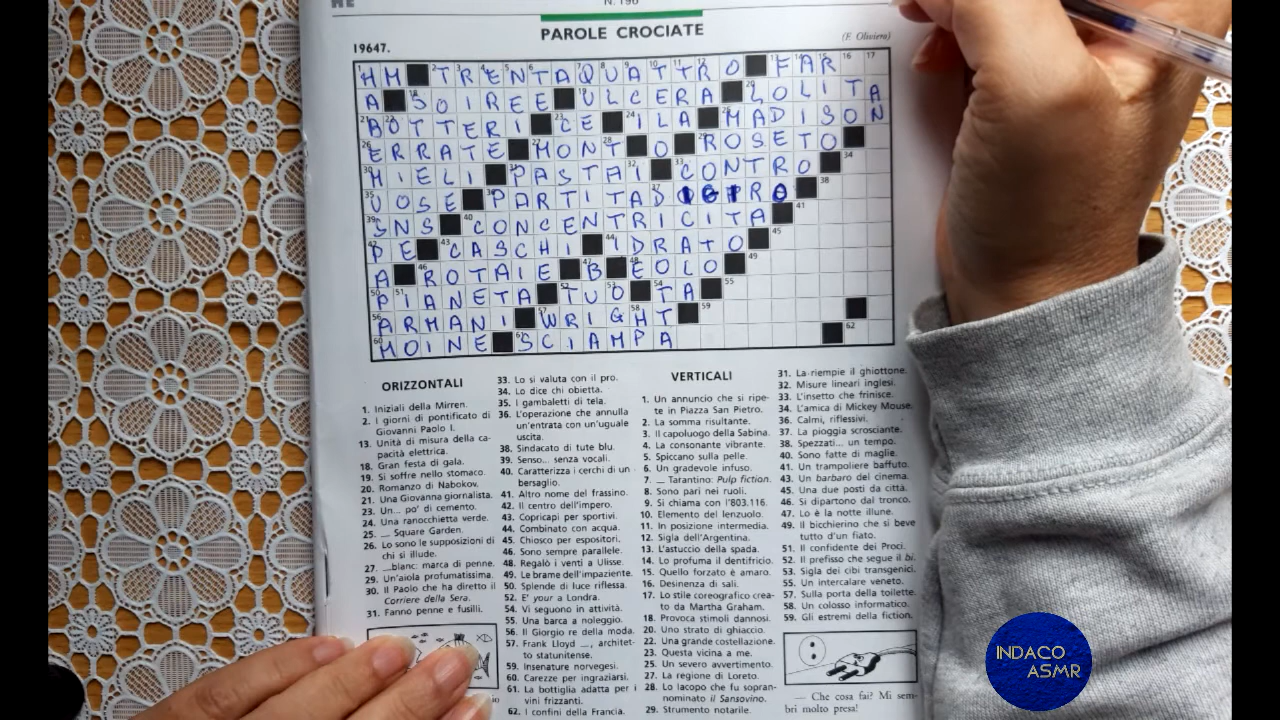 N. 196
PAROLE CROCIATE
19647.
(F. Oliviero)
HM TRENTAQUATTRO FAR
A SOIREE ULCERA LOLITA
BOTTERI CE ILA MADISON
ERRATE MONT O ROSETO
MIELI PASTAI CONTRO
UOSE PARTITADIGIRO
SNS CONCENTRICITA
PE CASCHI IDRATO
A ROTAIE B EOLO
PIANETA TUO TA
ARMANI WRIGHT
MOINE SCIAMPA
ORIZZONTALI
1. Iniziali della Mirren.
2. I giorni di pontificato di
Giovanni Paolo I.
13. Unità di misura della ca-
pacità elettrica.
18. Gran festa di gala.
19. Si soffre nello stomaco.
20. Romanzo di Nabokov.
21. Una Giovanna giornalista.
23. Un... po' di cemento.
24. Una ranocchietta verde.
25. _ Square Garden.
26. Lo sono le supposizioni di
chi si illude.
27. _blanc: marca di penne.
29. Un'aiola profumatissima.
30. Il Paolo che ha diretto il
Corriere della Sera.
31. Fanno penne e fusilli.
33. Lo si valuta con il pro.
34. Lo dice chi obietta.
35. I gambaletti di tela.
36. L'operazione che annulla
un'entrata con un'uguale
uscita.
38. Sindacato di tute blu.
39. Senso... senza vocali.
40. Caratterizza i cerchi di un
bersaglio.
41. Altro nome del frassino.
42. Il centro dell'impero.
43. Copricapi per sportivi.
44. Combinato con acqua.
45. Chiosco per espositori.
46. Sono sempre parallele.
48. Regalò i venti a Ulisse.
49. Le brame dell'impaziente.
50. Splende di luce riflessa.
52. E' your a Londra.
54. Vi seguono in attività.
55. Una barca a noleggio.
56. Il Giorgio re della moda.
57. Frank Lloyd _, architet-
to statunitense.
59. Insenature norvegesi.
60. Carezze per ingraziarsi.
61. La bottiglia adatta per i
vini frizzanti.
62. I confini della Francia.
VERTICALI
1. Un annuncio che si ripe-
te in Piazza San Pietro.
2. La somma risultante.
3. Il capoluogo della Sabina.
4. La consonante vibrante.
5. Spiccano sulla pelle.
6. Un gradevole infuso.
7. _ Tarantino: Pulp fiction.
8. Sono pari nei ruoli.
9. Si chiama con l'803.116.
10. Elemento del lenzuolo.
11. In posizione intermedia.
12. Sigla dell'Argentina.
13. L'astuccio della spada.
14. Lo profuma il dentifricio.
15. Quello forzato è amaro.
16. Desinenza di sali.
17. Lo stile coreografico crea-
to da Martha Graham.
18. Provoca stimoli dannosi.
20. Uno strato di ghiaccio.
22. Una grande costellazione.
23. Questa vicina a me.
25. Un severo avvertimento.
27. La regione di Loreto.
28. Lo Iacopo che fu sopran-
nominato il Sansovino.
29. Strumento notarile.
31. La riempie il ghiottone.
32. Misure lineari inglesi.
33. L'insetto che frinisce.
34. L'amica di Mickey Mouse.
36. Calmi, riflessivi.
37. La pioggia scrosciante.
38. Spezzati... un tempo.
40. Sono fatte di maglie.
41. Un trampoliere baffuto.
43. Un barbaro del cinema.
45. Una due posti da città.
46. Si dipartono dal tronco.
47. Lo è la notte illune.
49. Il bicchierino che si beve
tutto d'un fiato.
51. Il confidente dei Proci.
52. Il prefisso che segue il bi.
53. Sigla dei cibi transgenici.
55. Un intercalare veneto.
57. Sulla porta della toilette.
58. Un colosso informatico.
59. Gli estremi della fiction.
— Che cosa fai? Mi sem-
bri molto presa!
INDACO
ASMR